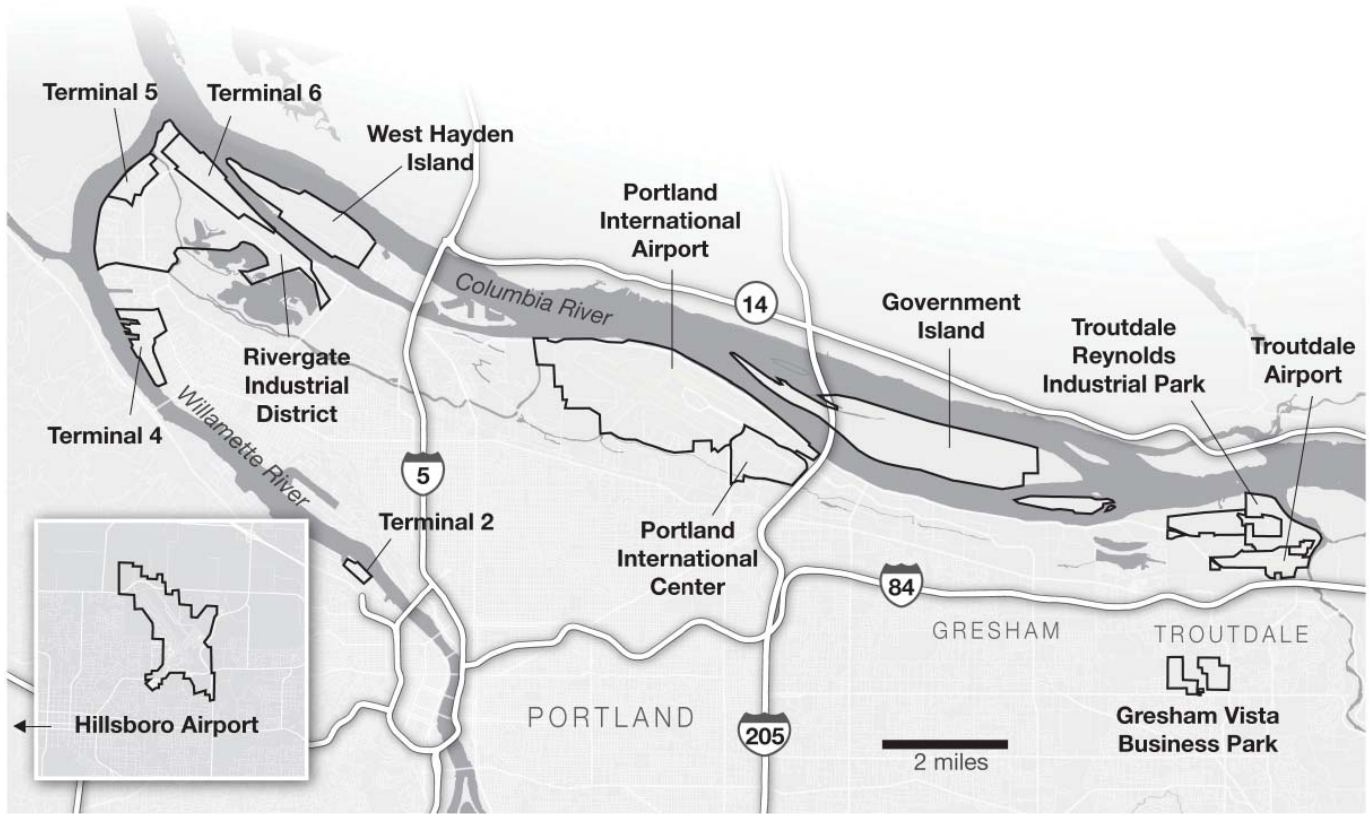 Terminal 5
Terminal 6
West Hayden
Island
Portland
International
Airport
Columbia River
14
Government
Island
Troutdale
Reynolds
Industrial Park
Troutdale
Airport
Rivergate
Industrial
District
Terminal 4
Willamette River
5
Terminal 2
Portland
International
Center
84
GRESHAM
TROUTDALE
Hillsboro Airport
PORTLAND
205
2 miles
Gresham Vista
Business Park